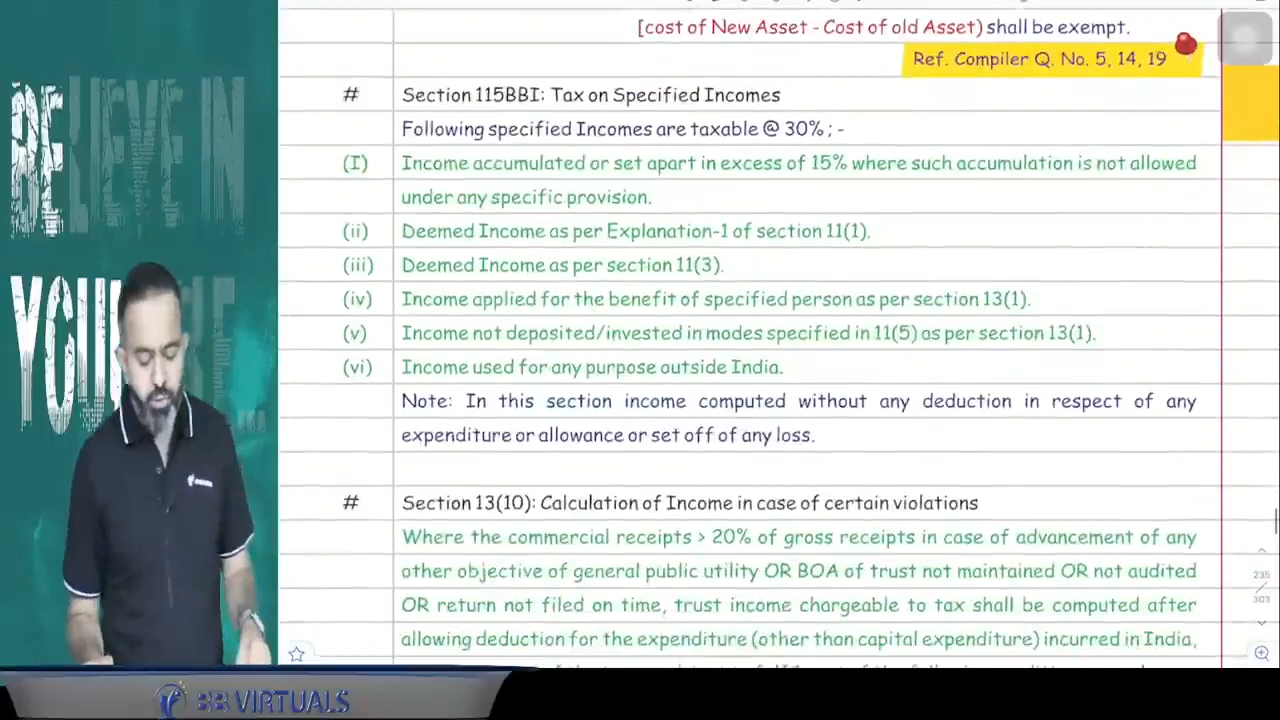 [cost of New Asset - Cost of old Asset) shall be exempt.
Ref. Compiler Q. No. 5, 14, 19
# Section 115BBI: Tax on Specified Incomes
Following specified Incomes are taxable @ 30% ; -
(I) Income accumulated or set apart in excess of 15% where such accumulation is not allowed
under any specific provision.
(ii) Deemed Income as per Explanation-1 of section 11(1).
(iii) Deemed Income as per section 11(3).
(iv) Income applied for the benefit of specified person as per section 13(1).
(v) Income not deposited/invested in modes specified in 11(5) as per section 13(1).
(vi) Income used for any purpose outside India.
Note: In this section income computed without any deduction in respect of any
expenditure or allowance or set off of any loss.
# Section 13(10): Calculation of Income in case of certain violations
Where the commercial receipts > 20% of gross receipts in case of advancement of any
other objective of general public utility OR BOA of trust not maintained OR not audited
OR return not filed on time, trust income chargeable to tax shall be computed after
allowing deduction for the expenditure (other than capital expenditure) incurred in India,
235
303
BELIEVE IN
BB VIRTUALS